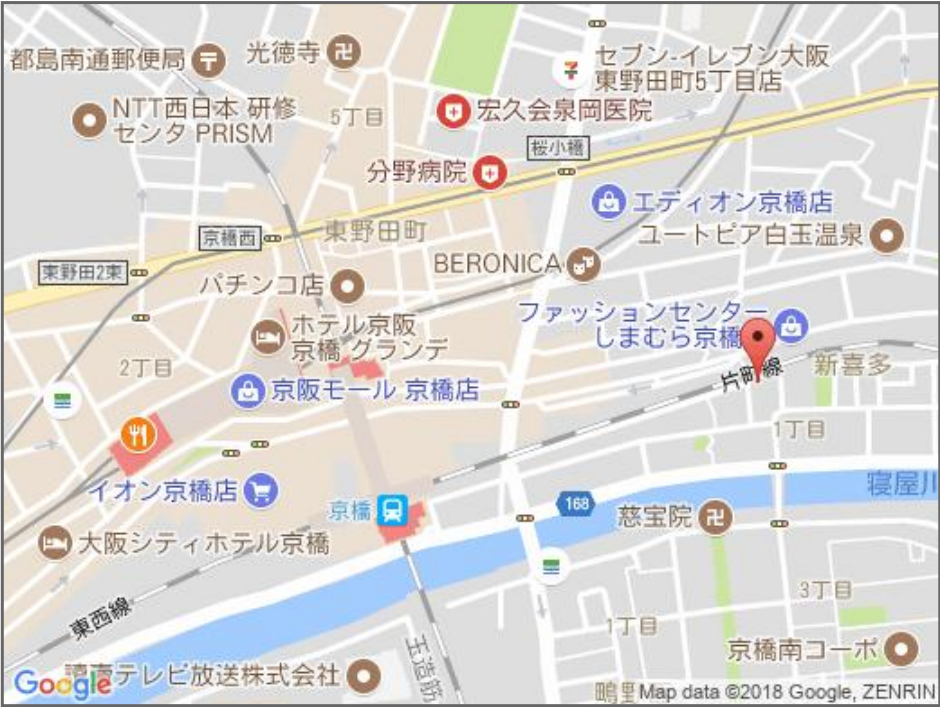 都島南通郵便局
光徳寺
セブン-イレブン大阪
東野田町5丁目店
NTT西日本 研修
センタ PRISM
5丁目
宏久会泉岡医院
桜小橋
分野病院
エディオン京橋店
京橋西
東野田町
ユートピア白玉温泉
東野田2東
BERONICA
パチンコ店
ファッションセンター
しまむら京橋
ホテル京阪
京橋 グランデ
2丁目
片町線
新喜多
京阪モール 京橋店
1丁目
イオン京橋店
寝屋川
168
京橋
慈宝院
大阪シティホテル京橋
3丁目
東西線
1丁目
玉造筋
京橋南コーポ
讀賣テレビ放送株式会社
Google
鴫野
Map data ©2018 Google, ZENRIN